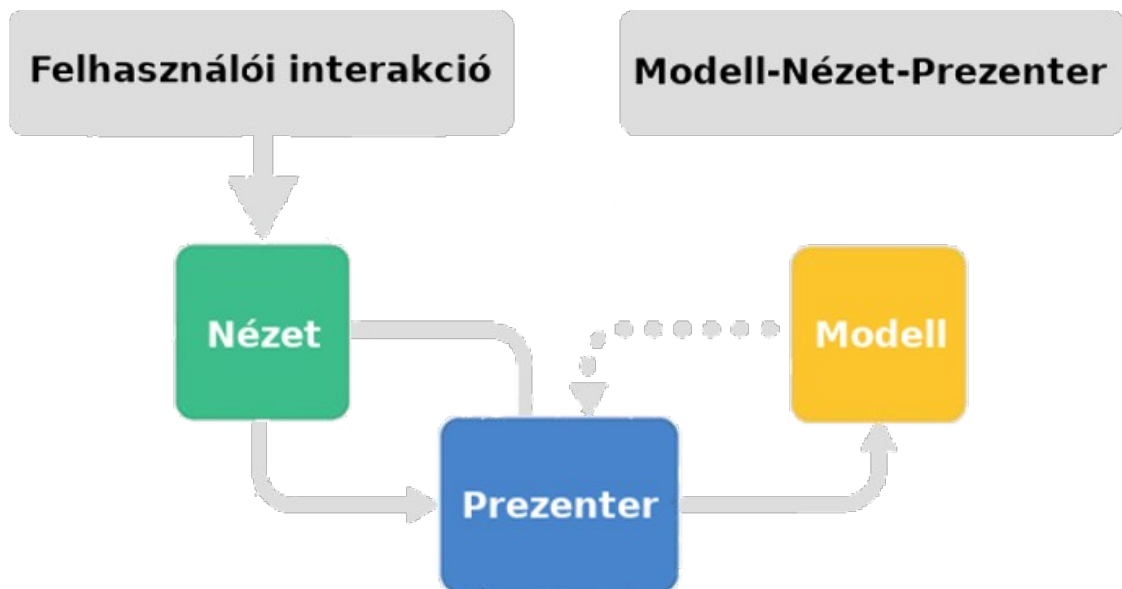 Felhasználói interakció
Modell-Nézet-Prezenter
Nézet
Modell
Prezenter